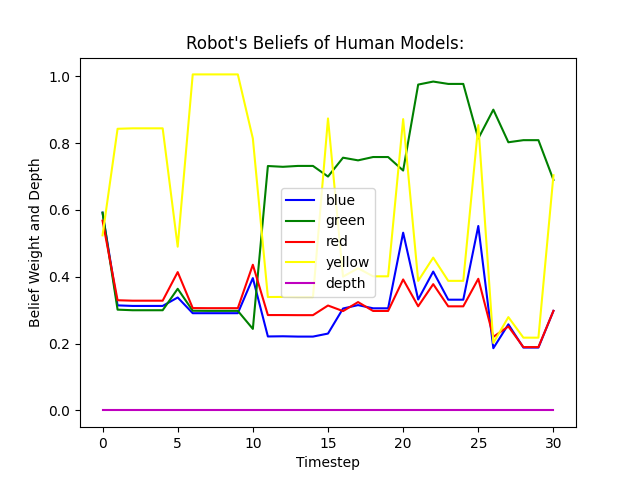 Robot's Beliefs of Human Models:
Belief Weight and Depth
1.0
0.8
0.6
0.4
0.2
0.0
blue
green
red
yellow
depth
0 5 10 15 20 25 30
Timestep